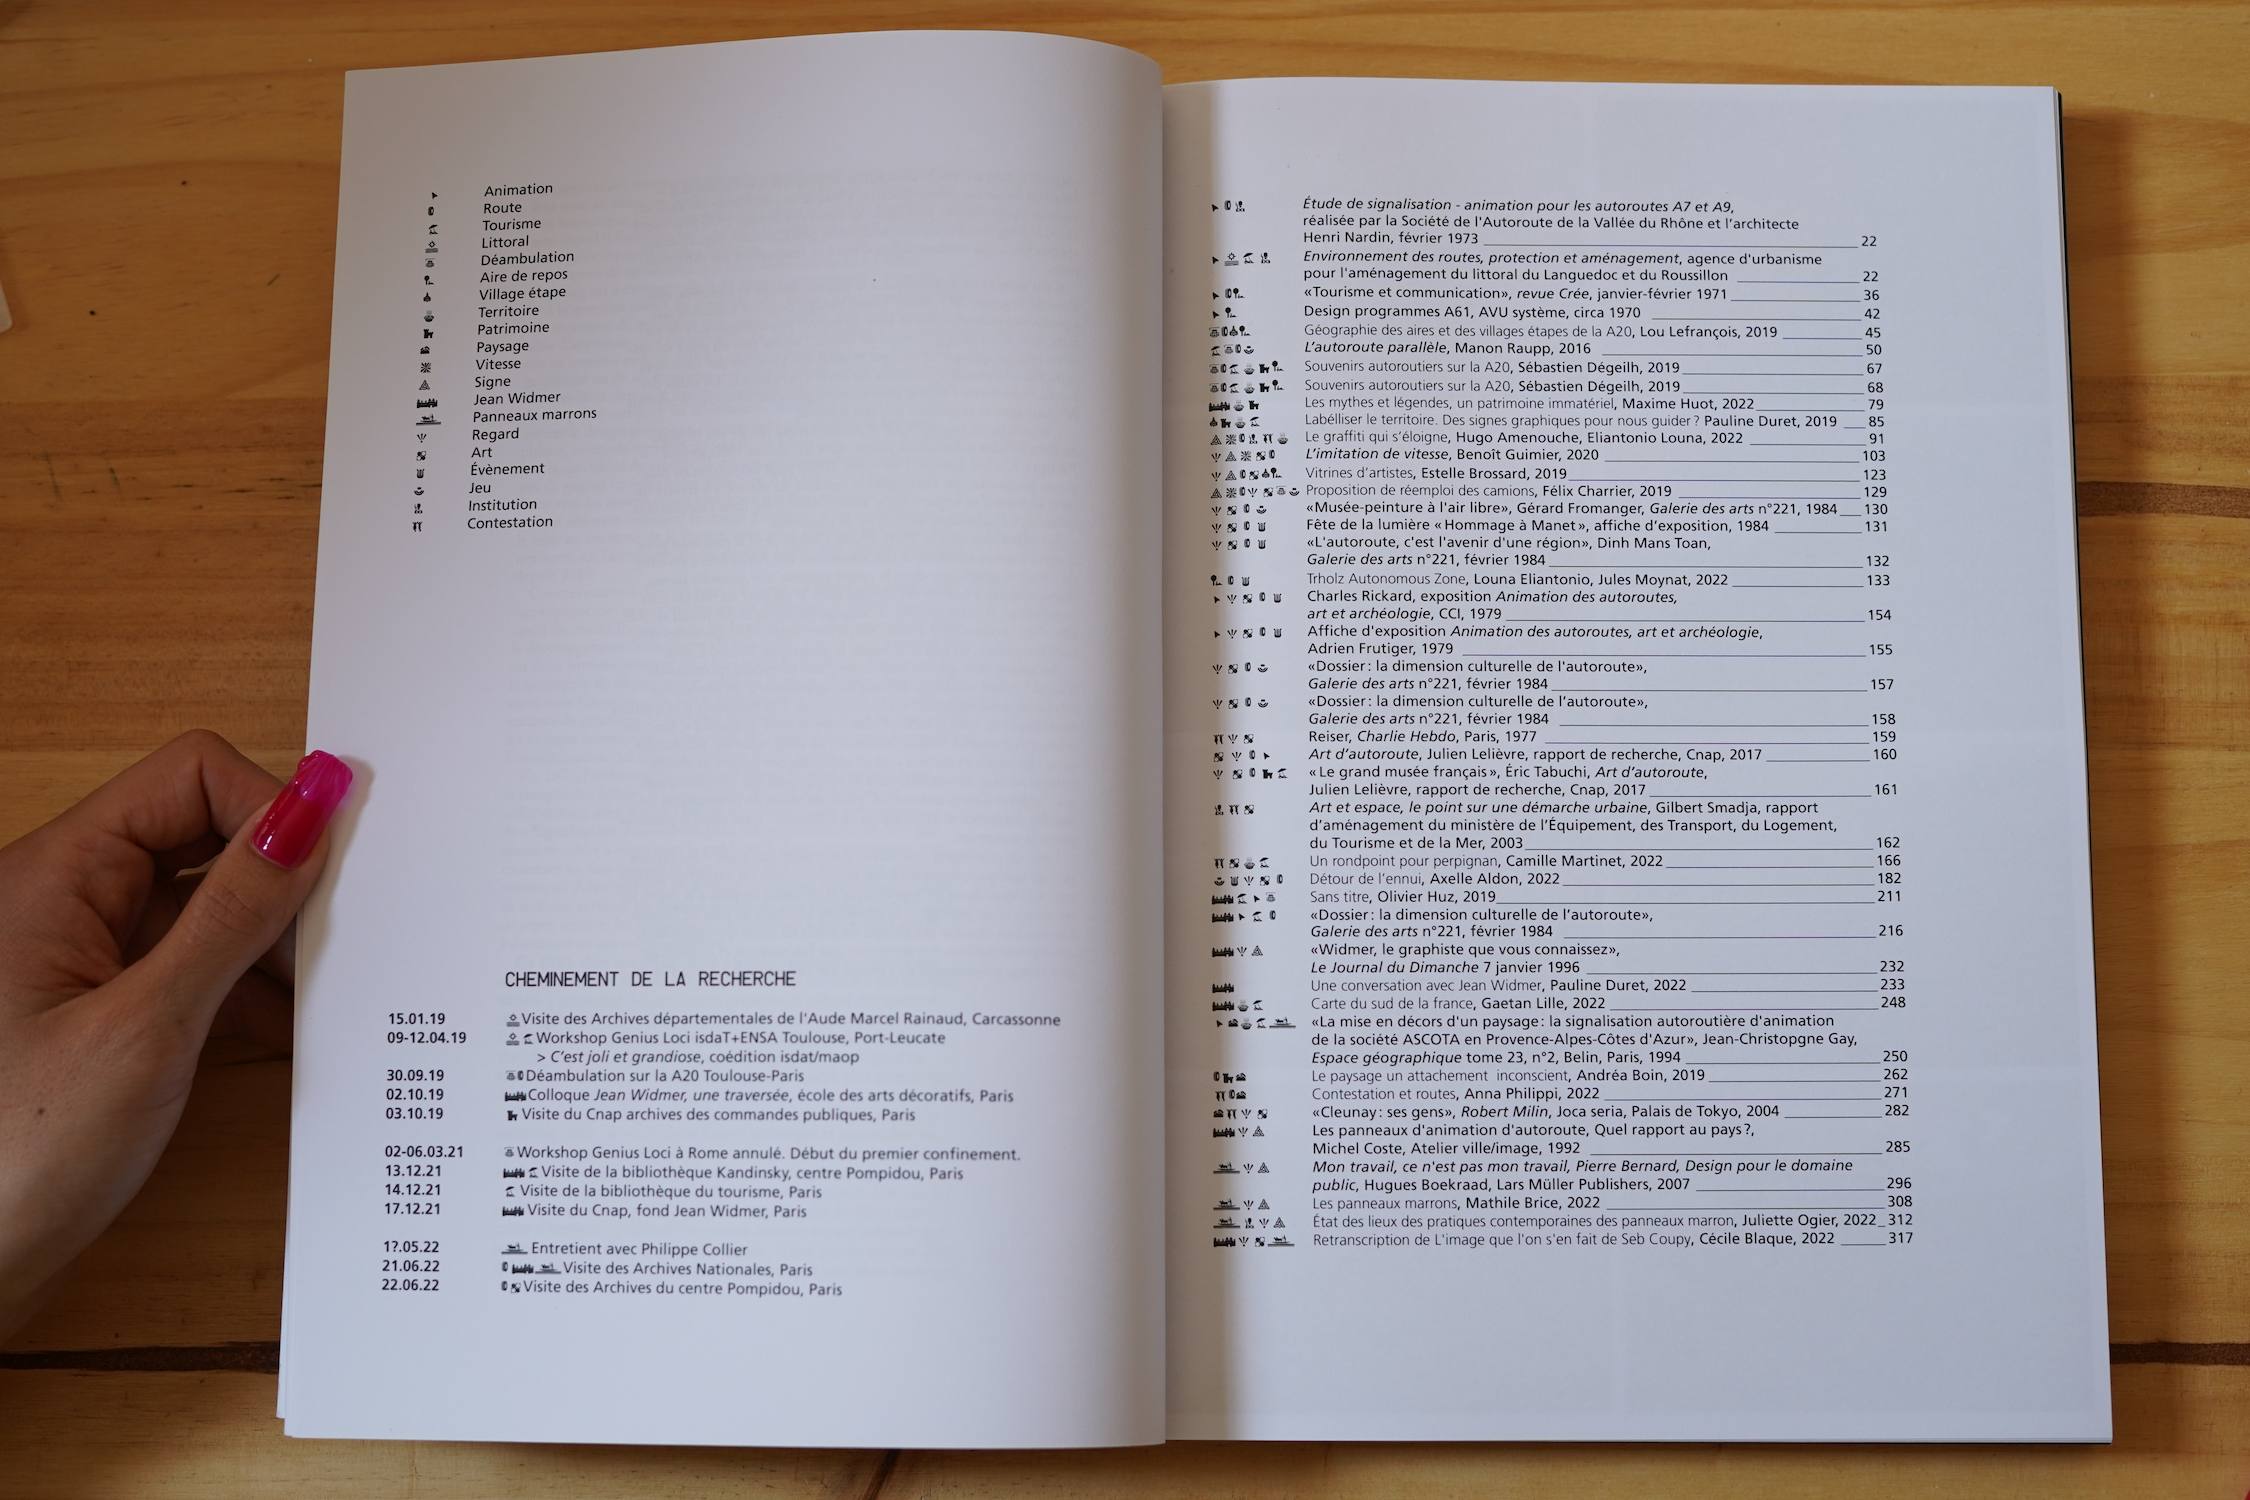 Animation
Route
Tourisme
Littoral
Déambulation
Aire de repos
Village étape
Territoire
Patrimoine
Paysage
Vitesse
Signe
Jean Widmer
Panneaux marrons
Regard
Art
Évènement
Jeu
Institution
Contestation
CHEMINEMENT DE LA RECHERCHE
15.01.19 Visite des Archives départementales de l'Aude Marcel Rainaud, Carcassonne
09-12.04.19 Workshop Genius Loci isdaT+ENSA Toulouse, Port-Leucate
> C'est joli et grandiose, coédition isdat/maop
30.09.19 Déambulation sur la A20 Toulouse-Paris
02.10.19 Colloque Jean Widmer, une traversée, école des arts décoratifs, Paris
03.10.19 Visite du Cnap archives des commandes publiques, Paris
02-06.03.21 Workshop Genius Loci à Rome annulé. Début du premier confinement.
13.12.21 Visite de la bibliothèque Kandinsky, centre Pompidou, Paris
14.12.21 Visite de la bibliothèque du tourisme, Paris
17.12.21 Visite du Cnap, fond Jean Widmer, Paris
1?.05.22 Entretient avec Philippe Collier
21.06.22 Visite des Archives Nationales, Paris
22.06.22 Visite des Archives du centre Pompidou, Paris
Étude de signalisation - animation pour les autoroutes A7 et A9,
réalisée par la Société de l'Autoroute de la Vallée du Rhône et l'architecte
Henri Nardin, février 1973 22
Environnement des routes, protection et aménagement, agence d'urbanisme
pour l'aménagement du littoral du Languedoc et du Roussillon 22
«Tourisme et communication», revue Crée, janvier-février 1971 36
Design programmes A61, AVU système, circa 1970 42
Géographie des aires et des villages étapes de la A20, Lou Lefrançois, 2019 45
L'autoroute parallèle, Manon Raupp, 2016 50
Souvenirs autoroutiers sur la A20, Sébastien Dégeilh, 2019 67
Souvenirs autoroutiers sur la A20, Sébastien Dégeilh, 2019 68
Les mythes et légendes, un patrimoine immatériel, Maxime Huot, 2022 79
Labélliser le territoire. Des signes graphiques pour nous guider ? Pauline Duret, 2019 85
Le graffiti qui s'éloigne, Hugo Amenouche, Eliantonio Louna, 2022 91
L'imitation de vitesse, Benoît Guimier, 2020 103
Vitrines d'artistes, Estelle Brossard, 2019 123
Proposition de réemploi des camions, Félix Charrier, 2019 129
«Musée-peinture à l'air libre», Gérard Fromanger, Galerie des arts n°221, 1984 130
Fête de la lumière «Hommage à Manet», affiche d'exposition, 1984 131
«L'autoroute, c'est l'avenir d'une région», Dinh Mans Toan,
Galerie des arts n°221, février 1984 132
Trholz Autonomous Zone, Louna Eliantonio, Jules Moynat, 2022 133
Charles Rickard, exposition Animation des autoroutes,
art et archéologie, CCI, 1979 154
Affiche d'exposition Animation des autoroutes, art et archéologie,
Adrien Frutiger, 1979 155
«Dossier : la dimension culturelle de l'autoroute»,
Galerie des arts n°221, février 1984 157
«Dossier : la dimension culturelle de l'autoroute»,
Galerie des arts n°221, février 1984 158
Reiser, Charlie Hebdo, Paris, 1977 159
Art d'autoroute, Julien Lelièvre, rapport de recherche, Cnap, 2017 160
« Le grand musée français », Éric Tabuchi, Art d'autoroute,
Julien Lelièvre, rapport de recherche, Cnap, 2017 161
Art et espace, le point sur une démarche urbaine, Gilbert Smadja, rapport
d'aménagement du ministère de l'Équipement, des Transport, du Logement,
du Tourisme et de la Mer, 2003 162
Un rondpoint pour perpignan, Camille Martinet, 2022 166
Détour de l'ennui, Axelle Aldon, 2022 182
Sans titre, Olivier Huz, 2019 211
«Dossier : la dimension culturelle de l'autoroute»,
Galerie des arts n°221, février 1984 216
«Widmer, le graphiste que vous connaissez»,
Le Journal du Dimanche 7 janvier 1996 232
Une conversation avec Jean Widmer, Pauline Duret, 2022 233
Carte du sud de la france, Gaetan Lille, 2022 248
«La mise en décors d'un paysage : la signalisation autoroutière d'animation
de la société ASCOTA en Provence-Alpes-Côtes d'Azur», Jean-Christopgne Gay,
Espace géographique tome 23, n°2, Belin, Paris, 1994 250
Le paysage un attachement inconscient, Andréa Boin, 2019 262
Contestation et routes, Anna Philippi, 2022 271
«Cleunay : ses gens», Robert Milin, Joca seria, Palais de Tokyo, 2004 282
Les panneaux d'animation d'autoroute, Quel rapport au pays ?,
Michel Coste, Atelier ville/image, 1992 285
Mon travail, ce n'est pas mon travail, Pierre Bernard, Design pour le domaine
public, Hugues Boekraad, Lars Müller Publishers, 2007 296
Les panneaux marrons, Mathile Brice, 2022 308
État des lieux des pratiques contemporaines des panneaux marron, Juliette Ogier, 2022 312
Retranscription de L'image que l'on s'en fait de Seb Coupy, Cécile Blaque, 2022 317